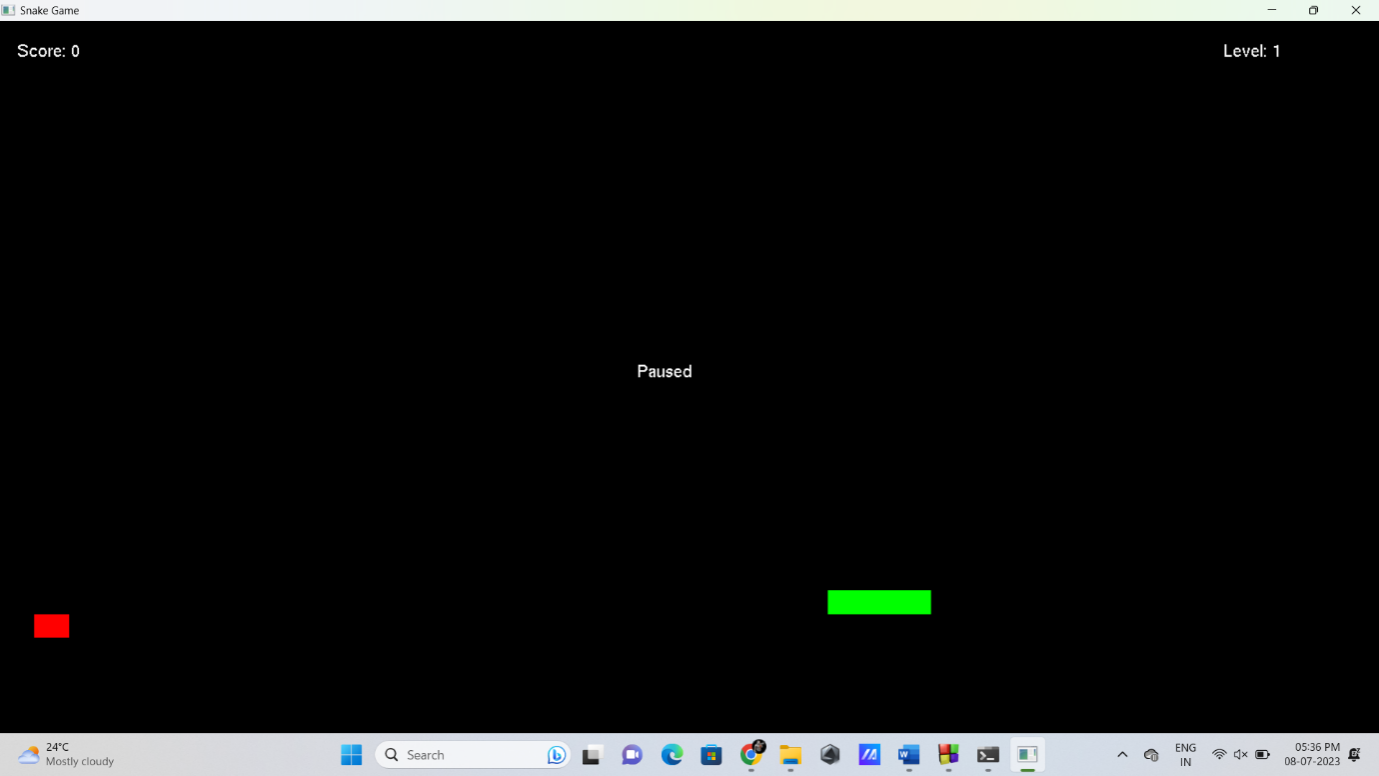 Snake Game
Score: 0
Level: 1
Paused
24°C
Mostly cloudy
Search
ENG
IN
05:36 PM
08-07-2023